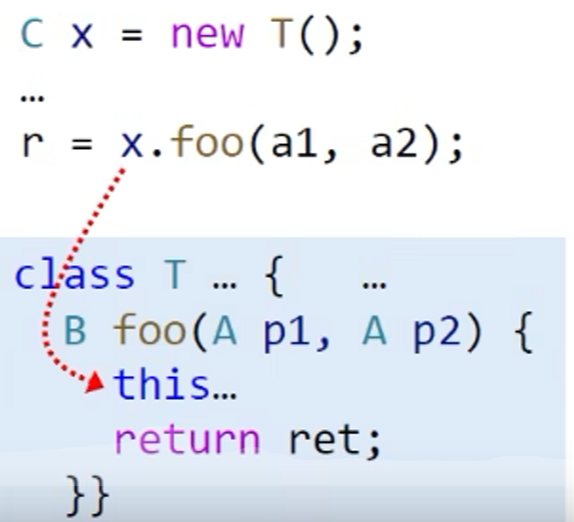 C x = new T();
…
r = x.foo(a1, a2);
class T … { …
B foo(A p1, A p2) {
this…
return ret;
}}